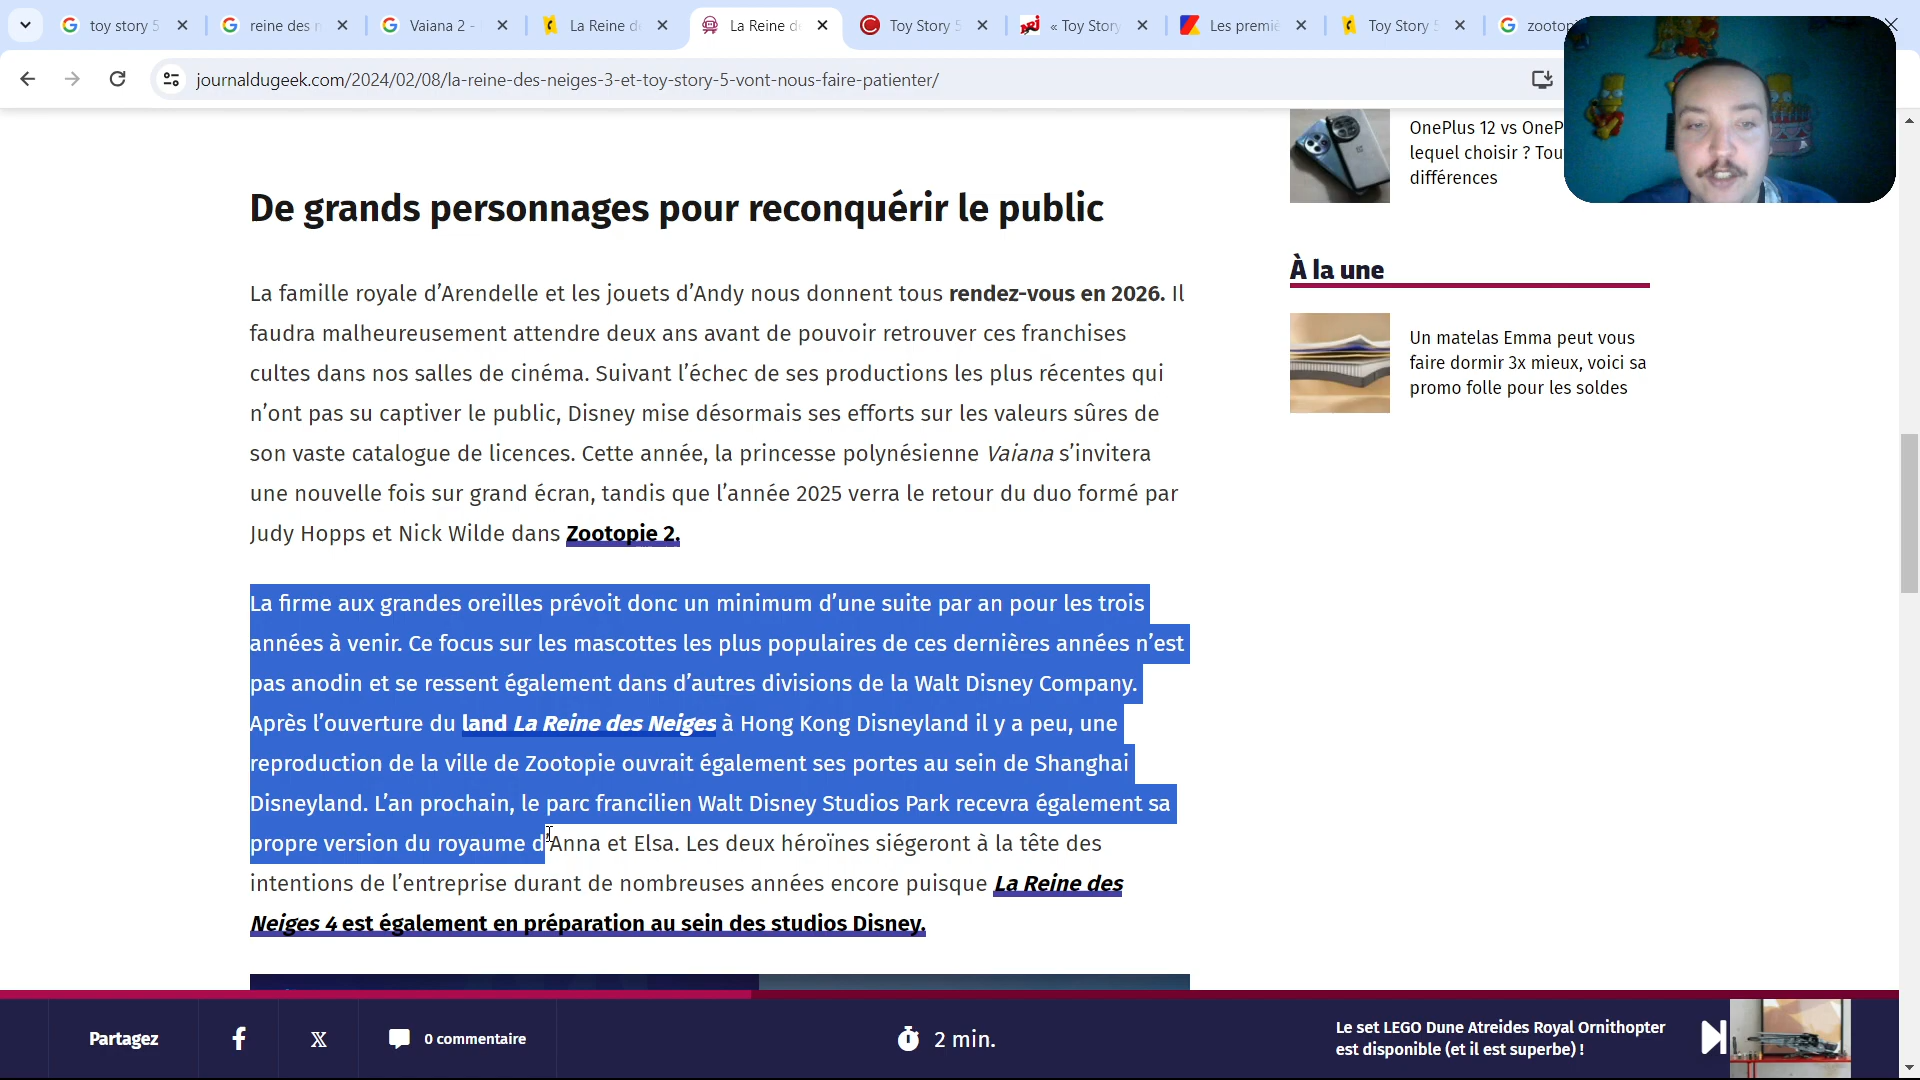 toy story 5
reine des n
Vaiana 2 -
La Reine de
La Reine de
Toy Story 5
« Toy Story
Les premiè
Toy Story 5
zootopi
journaldugeek.com/2024/02/08/la-reine-des-neiges-3-et-toy-story-5-vont-nous-faire-patienter/
De grands personnages pour reconquérir le public
La famille royale d’Arendelle et les jouets d’Andy nous donnent tous rendez-vous en 2026. Il
faudra malheureusement attendre deux ans avant de pouvoir retrouver ces franchises
cultes dans nos salles de cinéma. Suivant l’échec de ses productions les plus récentes qui
n’ont pas su captiver le public, Disney mise désormais ses efforts sur les valeurs sûres de
son vaste catalogue de licences. Cette année, la princesse polynésienne Vaiana s’invitera
une nouvelle fois sur grand écran, tandis que l’année 2025 verra le retour du duo formé par
Judy Hopps et Nick Wilde dans Zootopie 2.
La firme aux grandes oreilles prévoit donc un minimum d’une suite par an pour les trois
années à venir. Ce focus sur les mascottes les plus populaires de ces dernières années n’est
pas anodin et se ressent également dans d’autres divisions de la Walt Disney Company.
Après l’ouverture du land La Reine des Neiges à Hong Kong Disneyland il y a peu, une
reproduction de la ville de Zootopie ouvrait également ses portes au sein de Shanghai
Disneyland. L’an prochain, le parc francilien Walt Disney Studios Park recevra également sa
propre version du royaume d’Anna et Elsa. Les deux héroïnes siégeront à la tête des
intentions de l’entreprise durant de nombreuses années encore puisque La Reine des
Neiges 4 est également en préparation au sein des studios Disney.
OnePlus 12 vs OneP
lequel choisir ? Tou
différences
À la une
Un matelas Emma peut vous
faire dormir 3x mieux, voici sa
promo folle pour les soldes
Partagez
0 commentaire
2 min.
Le set LEGO Dune Atreides Royal Ornithopter
est disponible (et il est superbe) !